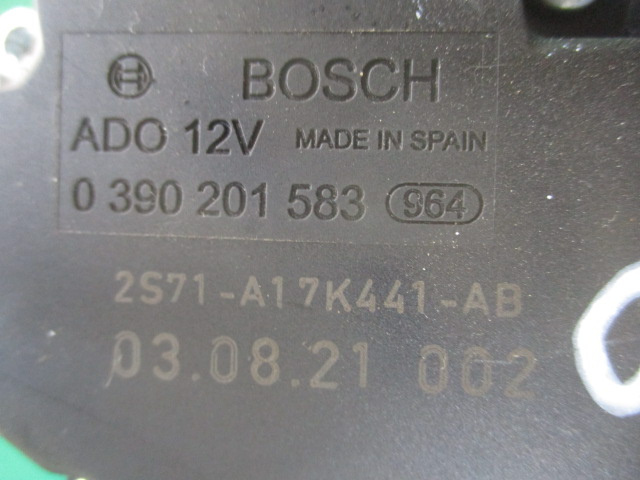 BOSCH
ADO 12V MADE IN SPAIN
0 390 201 583 964
2S71-A17K441-AB
03.08.21 002